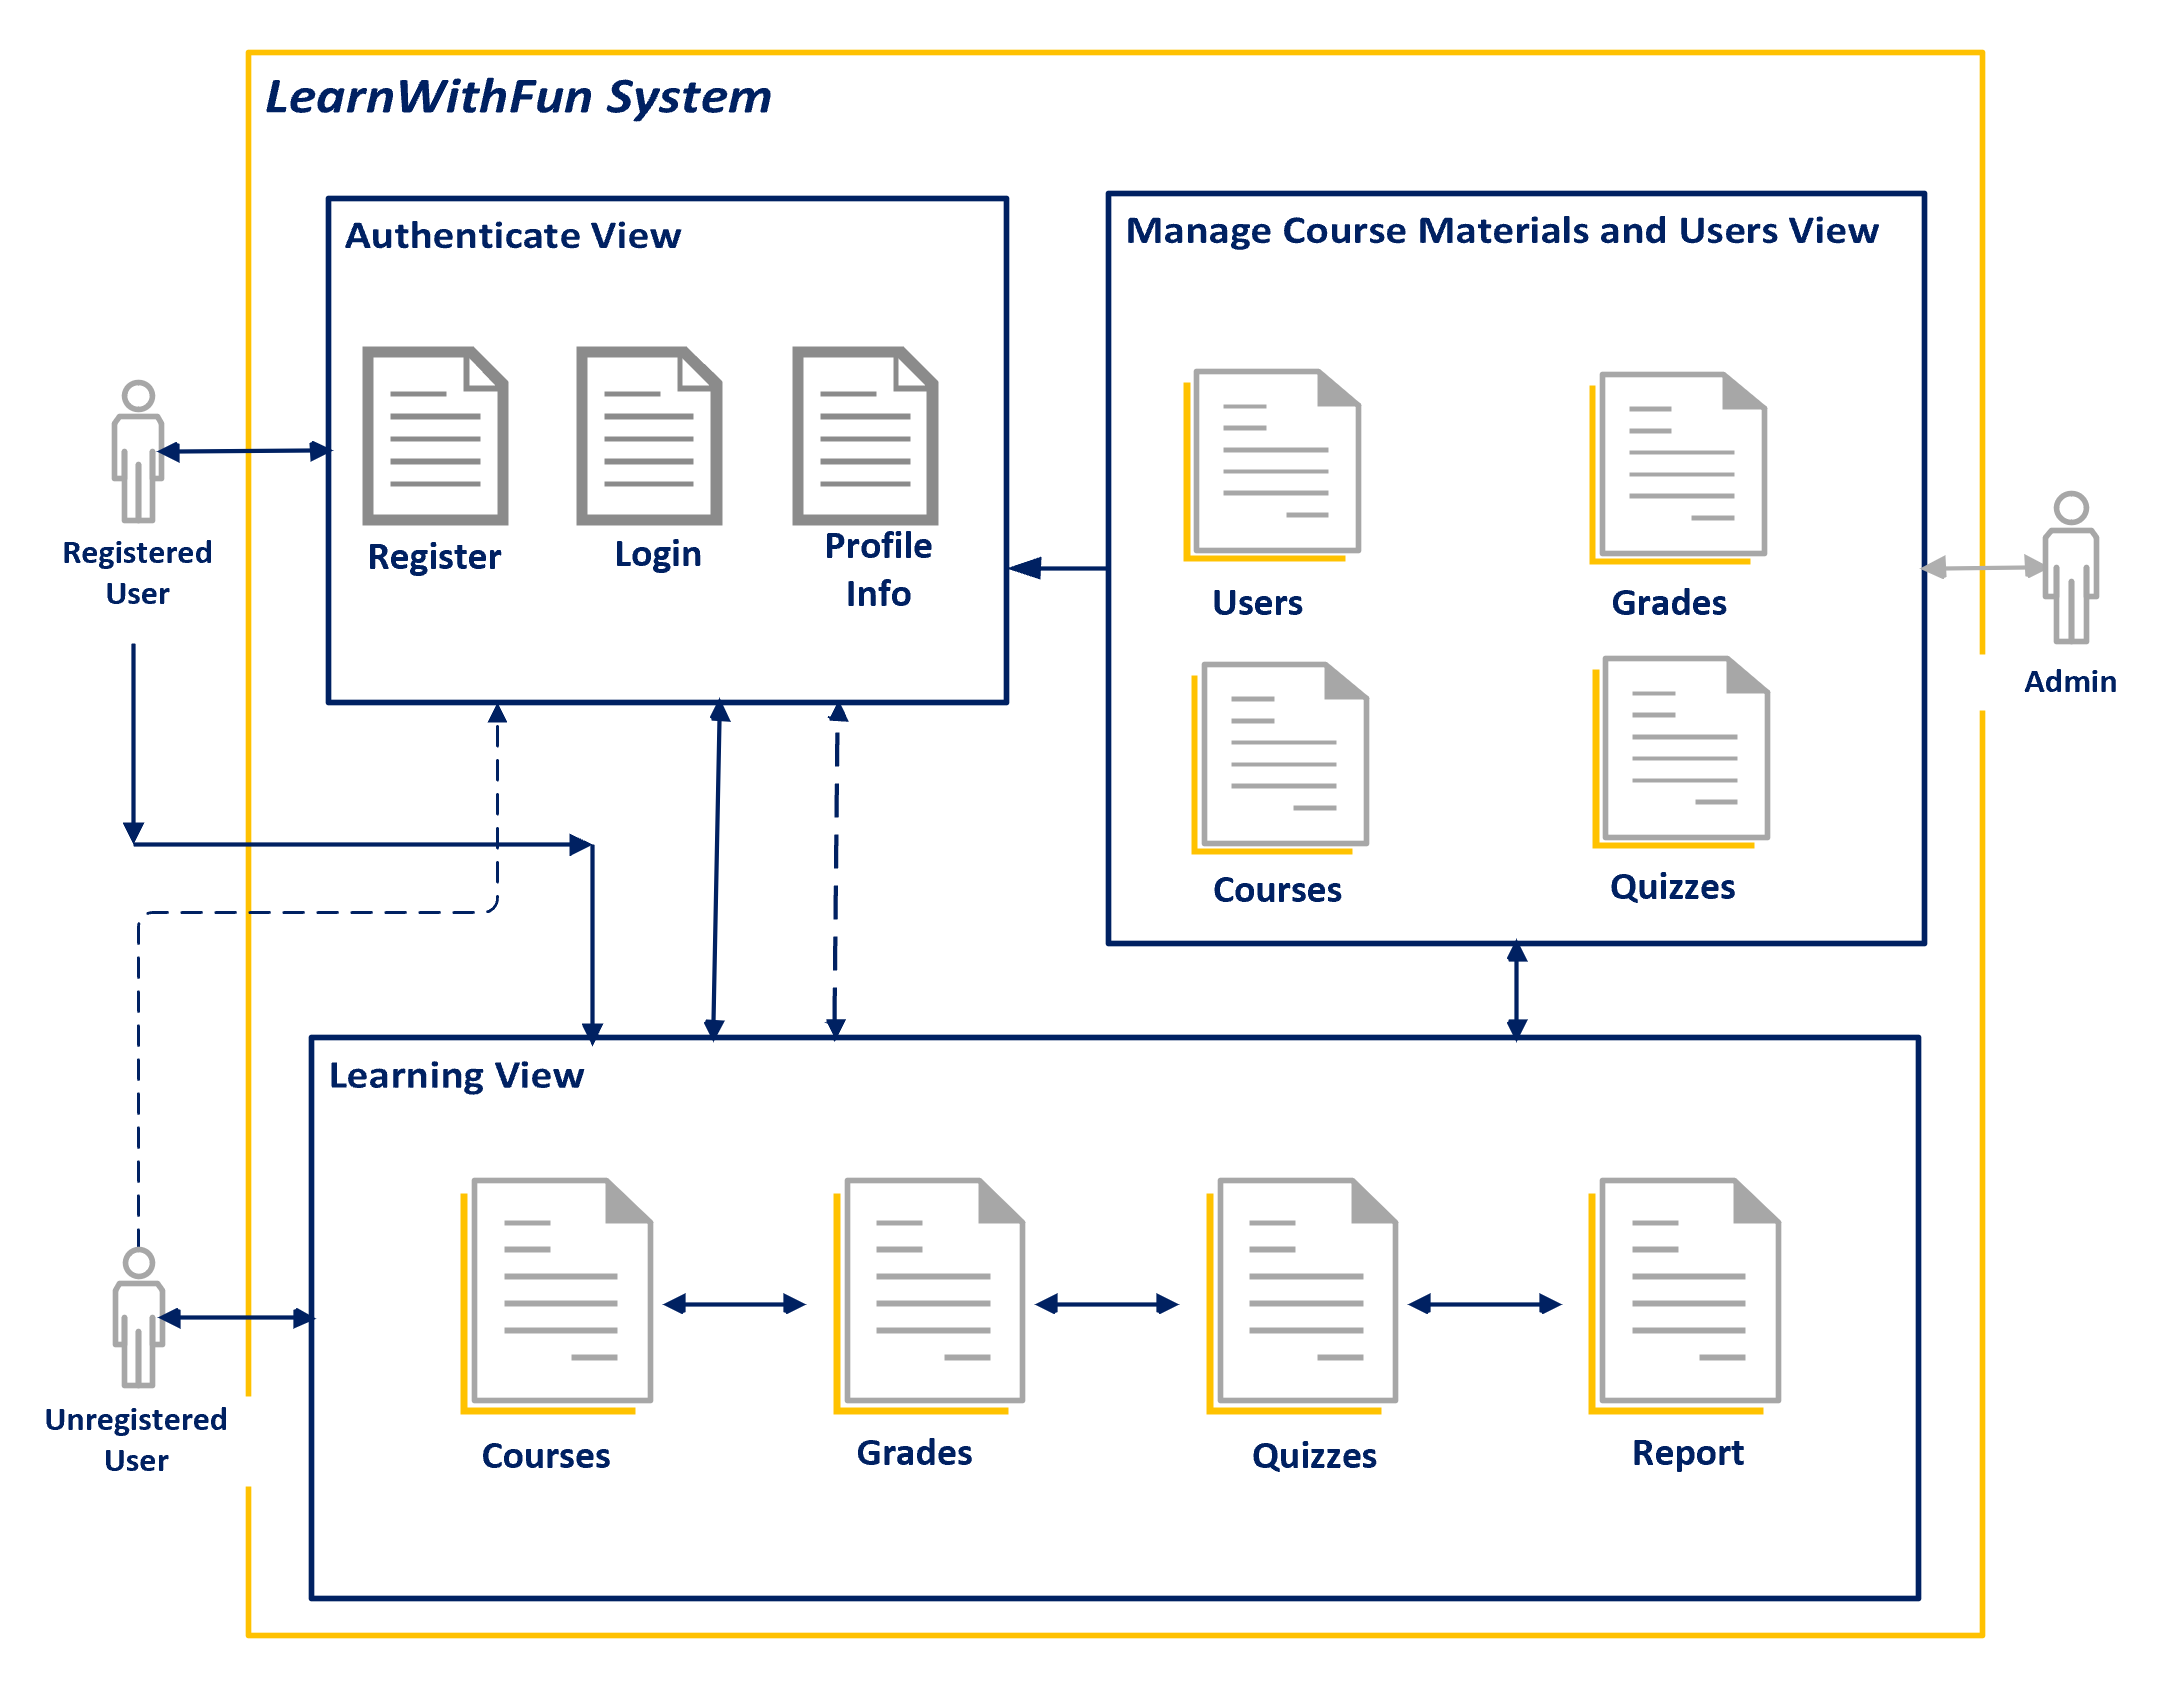 LearnWithFun System
Authenticate View
Register
Login
Profile
Info
Manage Course Materials and Users View
Users
Grades
Courses
Quizzes
Registered
User
Admin
Learning View
Courses
Grades
Quizzes
Report
Unregistered
User